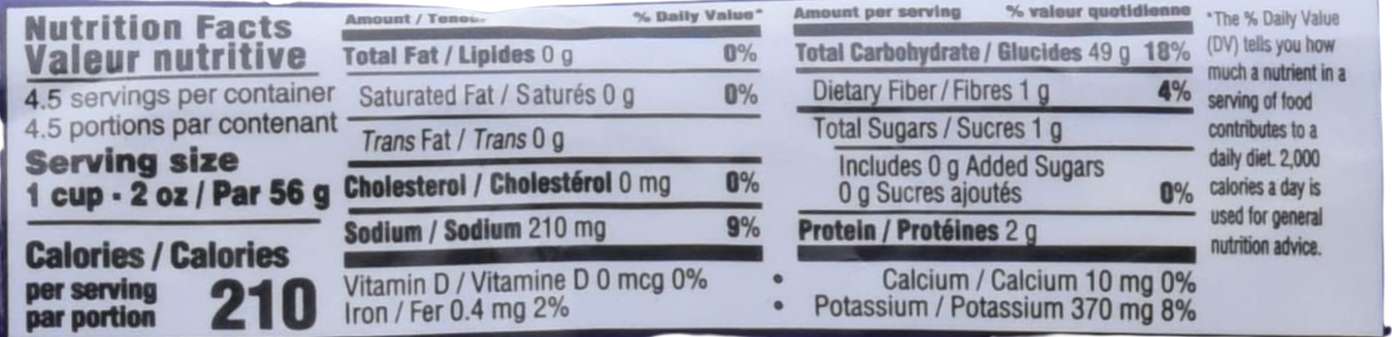 Nutrition Facts
Valeur nutritive
4.5 servings per container
4.5 portions par contenant
Serving size
1 cup - 2 oz / Par 56 g
Calories / Calories
per serving
par portion
210
Amount / Teneur % Daily Value*
Total Fat / Lipides 0 g 0%
Saturated Fat / Saturés 0 g 0%
Trans Fat / Trans 0 g
Cholesterol / Cholestérol 0 mg 0%
Sodium / Sodium 210 mg 9%
Amount per serving % valeur quotidienne
Total Carbohydrate / Glucides 49 g 18%
Dietary Fiber / Fibres 1 g 4%
Total Sugars / Sucres 1 g
Includes 0 g Added Sugars
0 g Sucres ajoutés 0%
Protein / Protéines 2 g
Vitamin D / Vitamine D 0 mcg 0% • Calcium / Calcium 10 mg 0%
Iron / Fer 0.4 mg 2% • Potassium / Potassium 370 mg 8%
*The % Daily Value
(DV) tells you how
much a nutrient in a
serving of food
contributes to a
daily diet. 2,000
calories a day is
used for general
nutrition advice.